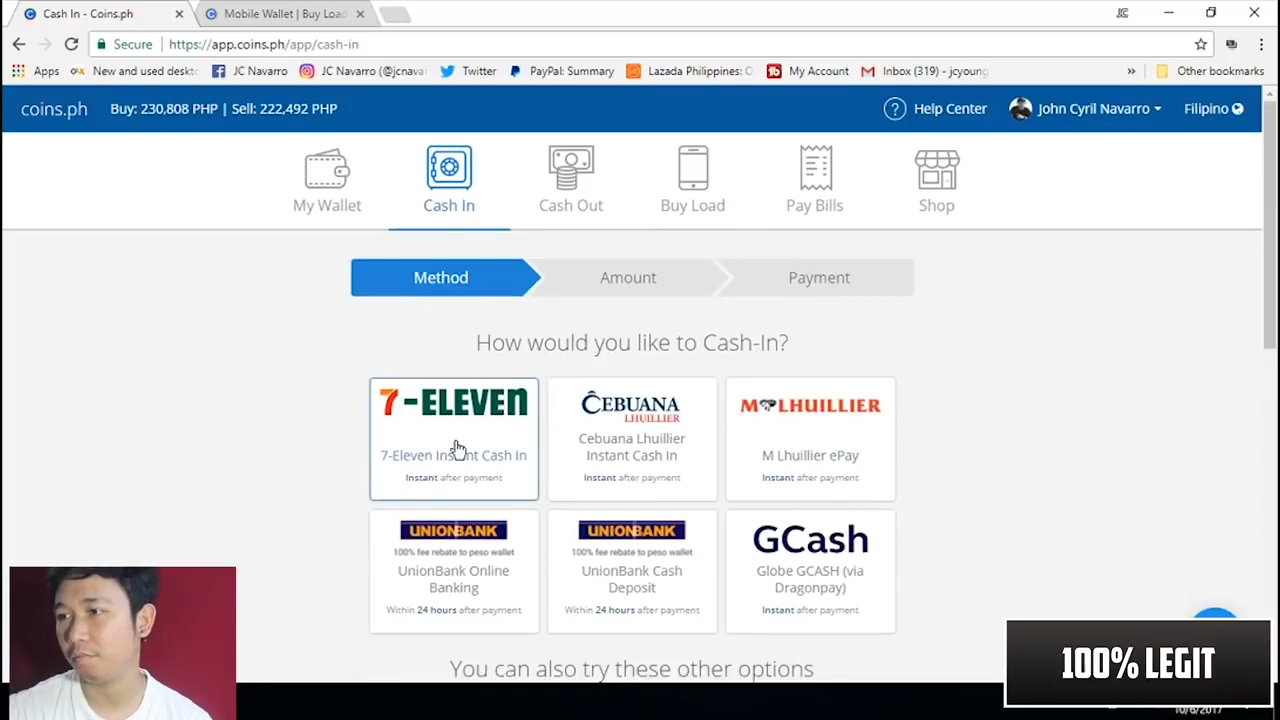 Cash In - Coins.ph
Mobile Wallet | Buy Loa
JC
Secure
https://app.coins.ph/app/cash-in
Apps
New and used deskto
JC Navarro
JC Navarro (@jcnava
Twitter
PayPal: Summary
Lazada Philippines: O
My Account
Inbox (319) - jcyoung
»
Other bookmarks
coins.ph
Buy: 230,808 PHP | Sell: 222,492 PHP
? Help Center
John Cyril Navarro
Filipino
My Wallet
Cash In
Cash Out
Buy Load
Pay Bills
Shop
Method
Amount
Payment
How would you like to Cash-In?
7-ELEVEN
7-Eleven Instant Cash In
Instant after payment
CEBUANA
LHUILLIER
Cebuana Lhuillier
Instant Cash In
Instant after payment
M LHUILLIER
M Lhuillier ePay
Instant after payment
UNIONBANK
100% fee rebate to peso wallet
UnionBank Online
Banking
Within 24 hours after payment
UNIONBANK
100% fee rebate to peso wallet
UnionBank Cash
Deposit
Within 24 hours after payment
GCash
Globe GCASH (via
Dragonpay)
Instant after payment
You can also try these other options
100% LEGIT
10/6/2017